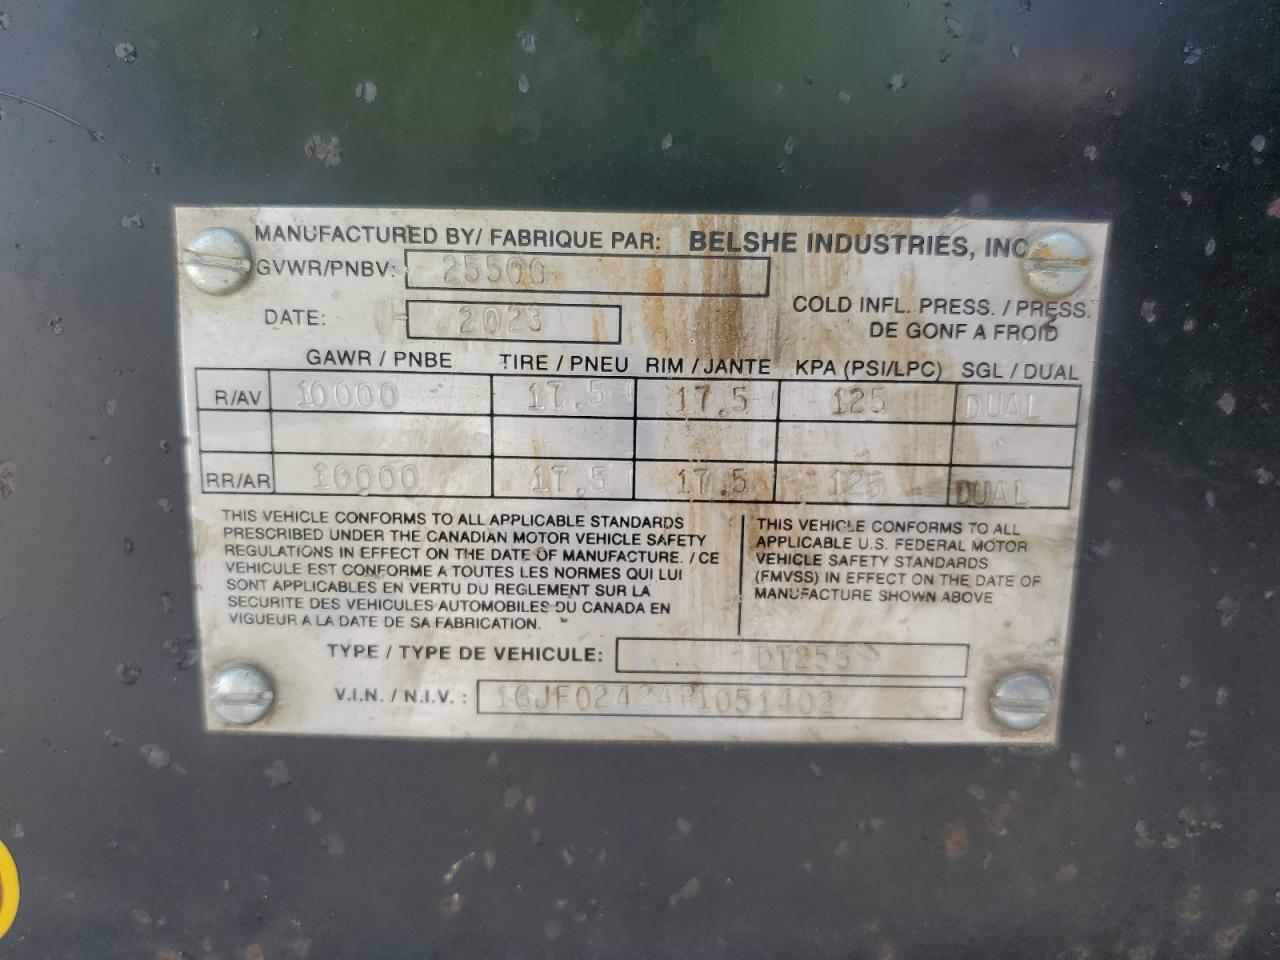 MANUFACTURED BY/ FABRIQUE PAR: BELSHE INDUSTRIES, INC
GVWR/PNBV: 25500
DATE: 2023
COLD INFL. PRESS. / PRESS.
DE GONF A FROID
GAWR / PNBE TIRE / PNEU RIM / JANTE KPA (PSI/LPC) SGL / DUAL
R/AV 10000 17.5 17.5 125 DUAL
RR/AR 10000 17.5 17.5 125 DUAL
THIS VEHICLE CONFORMS TO ALL APPLICABLE STANDARDS
PRESCRIBED UNDER THE CANADIAN MOTOR VEHICLE SAFETY
REGULATIONS IN EFFECT ON THE DATE OF MANUFACTURE. / CE
VEHICULE EST CONFORME A TOUTES LES NORMES QUI LUI
SONT APPLICABLES EN VERTU DU REGLEMENT SUR LA
SECURITE DES VEHICULES AUTOMOBILES DU CANADA EN
VIGUEUR A LA DATE DE SA FABRICATION.
THIS VEHICLE CONFORMS TO ALL
APPLICABLE U.S. FEDERAL MOTOR
VEHICLE SAFETY STANDARDS
(FMVSS) IN EFFECT ON THE DATE OF
MANUFACTURE SHOWN ABOVE
TYPE / TYPE DE VEHICULE: DT255
V.I.N. / N.I.V. : 16JF02424P1051402